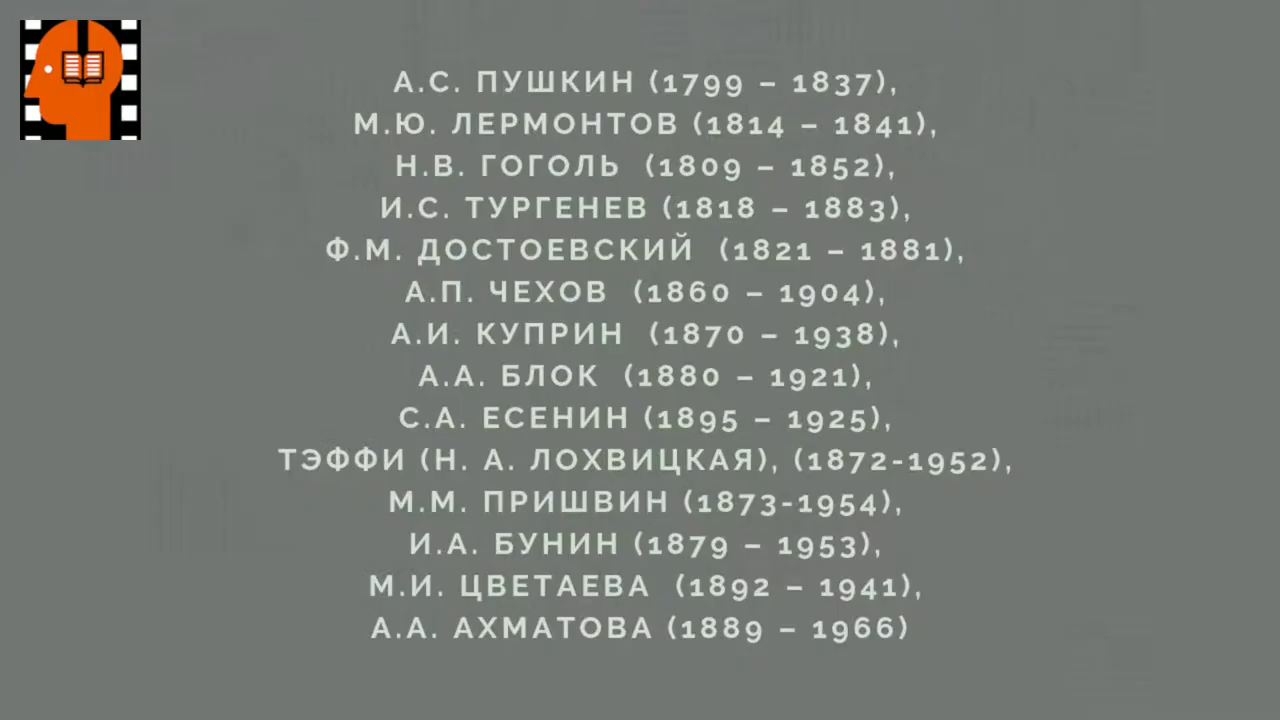 А.С. ПУШКИН (1799 – 1837),
М.Ю. ЛЕРМОНТОВ (1814 – 1841),
Н.В. ГОГОЛЬ (1809 – 1852),
И.С. ТУРГЕНЕВ (1818 – 1883),
Ф.М. ДОСТОЕВСКИЙ (1821 – 1881),
А.П. ЧЕХОВ (1860 – 1904),
А.И. КУПРИН (1870 – 1938),
А.А. БЛОК (1880 – 1921),
С.А. ЕСЕНИН (1895 – 1925),
ТЭФФИ (Н. А. ЛОХВИЦКАЯ), (1872-1952),
М.М. ПРИШВИН (1873-1954),
И.А. БУНИН (1879 – 1953),
М.И. ЦВЕТАЕВА (1892 – 1941),
А.А. АХМАТОВА (1889 – 1966)